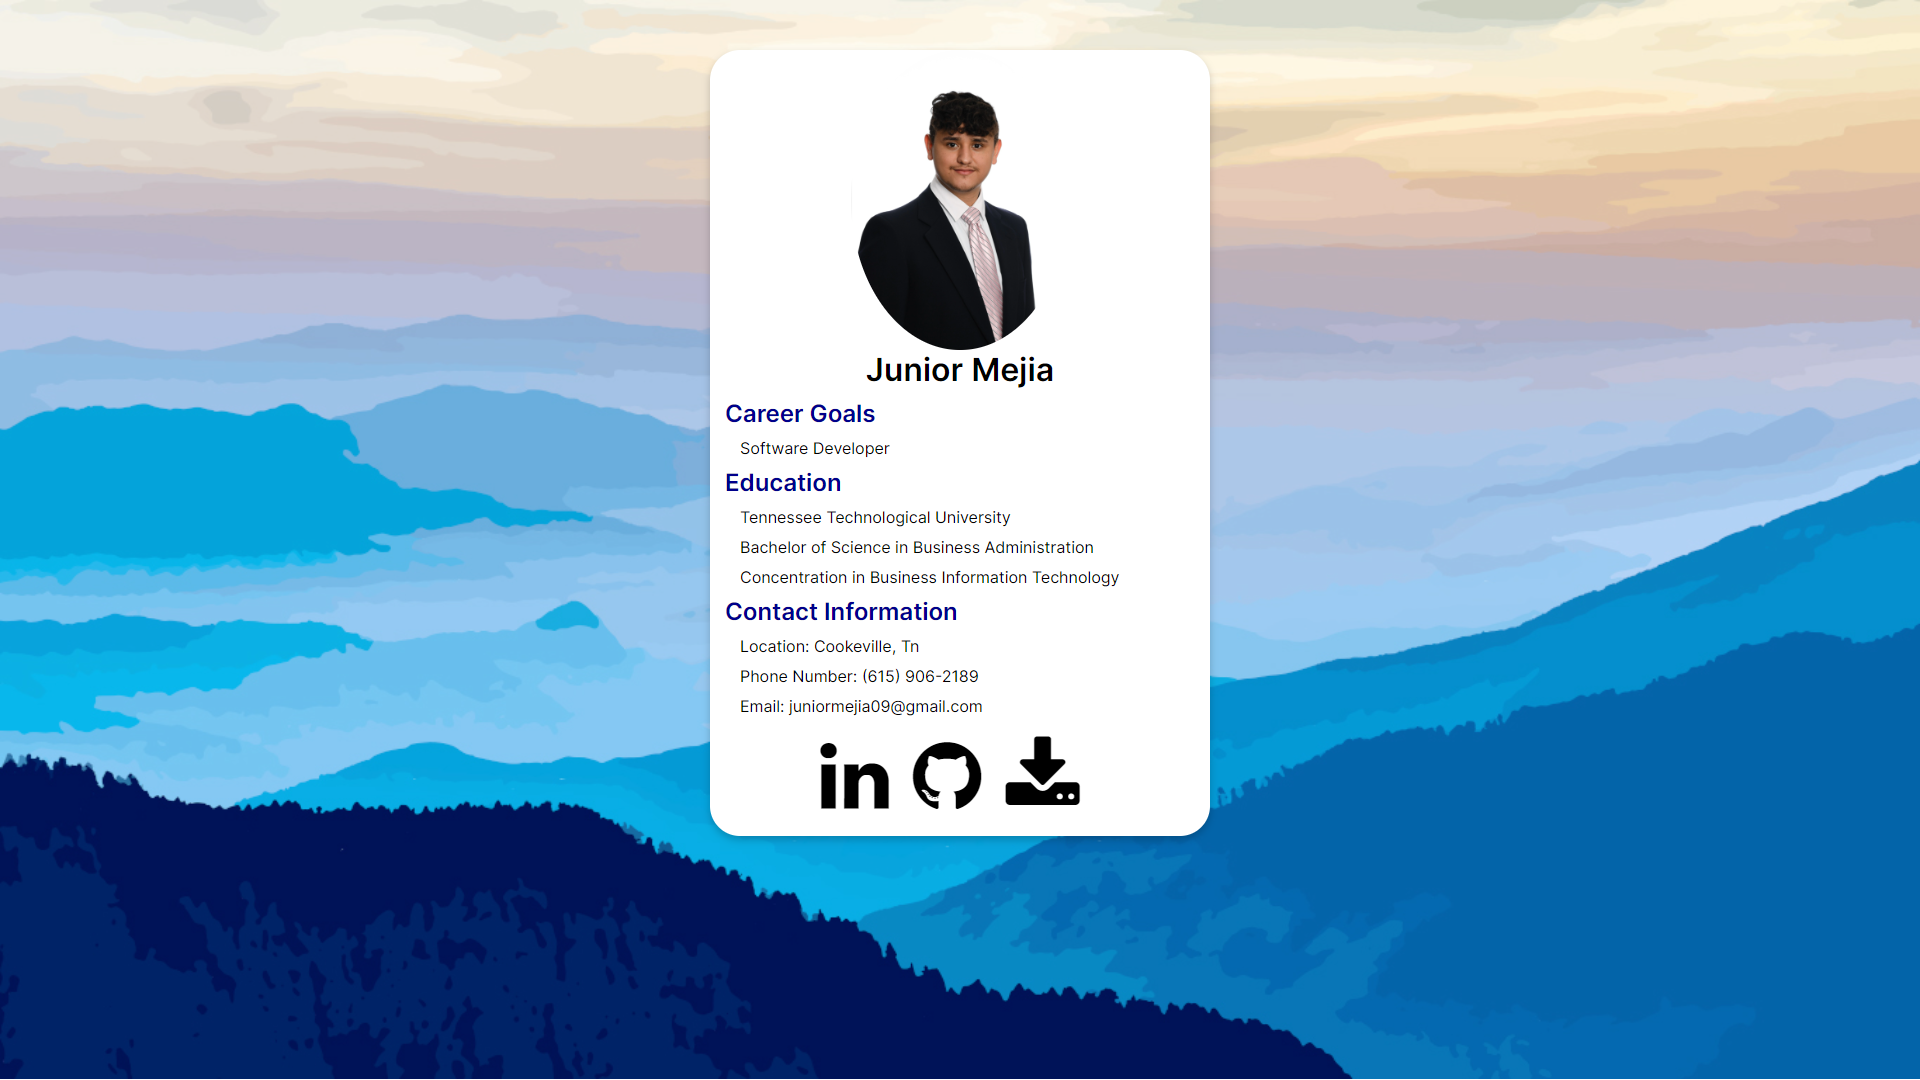 Junior Mejia
Career Goals
Software Developer
Education
Tennessee Technological University
Bachelor of Science in Business Administration
Concentration in Business Information Technology
Contact Information
Location: Cookeville, Tn
Phone Number: (615) 906-2189
Email: juniormejia09@gmail.com
in